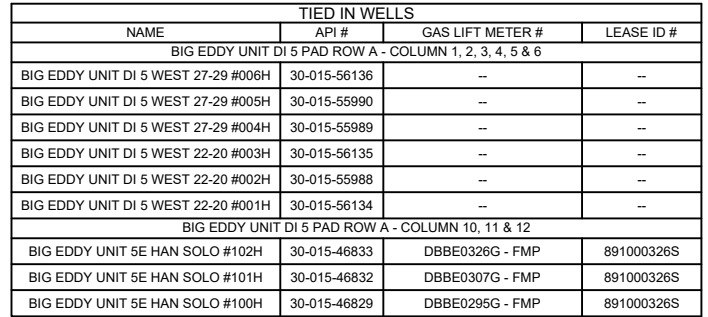 TIED IN WELLS
NAME API # GAS LIFT METER # LEASE ID #
BIG EDDY UNIT DI 5 PAD ROW A - COLUMN 1, 2, 3, 4, 5 & 6
BIG EDDY UNIT DI 5 WEST 27-29 #006H 30-015-56136 -- --
BIG EDDY UNIT DI 5 WEST 27-29 #005H 30-015-55990 -- --
BIG EDDY UNIT DI 5 WEST 27-29 #004H 30-015-55989 -- --
BIG EDDY UNIT DI 5 WEST 22-20 #003H 30-015-56135 -- --
BIG EDDY UNIT DI 5 WEST 22-20 #002H 30-015-55988 -- --
BIG EDDY UNIT DI 5 WEST 22-20 #001H 30-015-56134 -- --
BIG EDDY UNIT DI 5 PAD ROW A - COLUMN 10, 11 & 12
BIG EDDY UNIT 5E HAN SOLO #102H 30-015-46833 DBBE0326G - FMP 891000326S
BIG EDDY UNIT 5E HAN SOLO #101H 30-015-46832 DBBE0307G - FMP 891000326S
BIG EDDY UNIT 5E HAN SOLO #100H 30-015-46829 DBBE0295G - FMP 891000326S